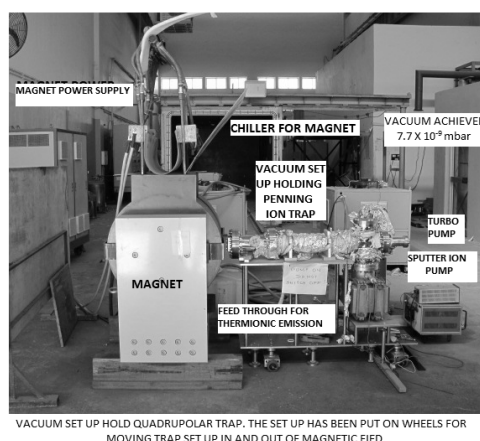 MAGNET POWER
MAGNET POWER SUPPLY
CHILLER FOR MAGNET
VACUUM ACHIEVE
7.7 X 10⁻⁹ mbar
VACUUM SET
UP HOLDING
PENNING
ION TRAP
TURBO
PUMP
SPUTTER ION
PUMP
MAGNET
FEED THROUGH FOR
THERMIONIC EMISSION
VACUUM SET UP HOLD QUADRUPOLAR TRAP. THE SET UP HAS BEEN PUT ON WHEELS FOR
MOVING TRAP SET UP IN AND OUT OF MAGNETIC FIED